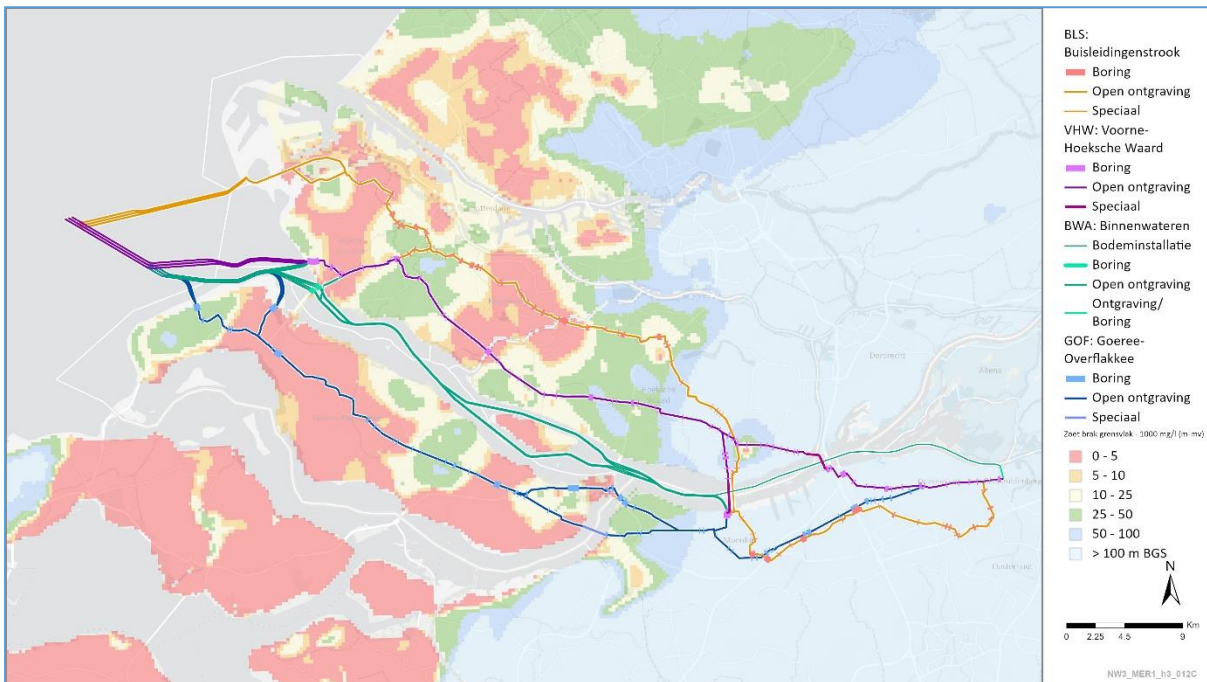 BLS:
Buisleidingenstrook
Boring
Open ontgraving
Speciaal
VHW: Voorne-
Hoeksche Waard
Boring
Open ontgraving
Speciaal
BWA: Binnenwateren
Bodeminstallatie
Boring
Open ontgraving
Ontgraving/
Boring
GOF: Goeree-
Overflakkee
Boring
Open ontgraving
Speciaal
Zoet brak grensvlak - 1000 mg/l (m-mv)
0 - 5
5 - 10
10 - 25
25 - 50
50 - 100
> 100 m BGS
N
Km
0 2.25 4.5 9
NW3_MER1_h3_012C
Dordrecht
Altena
Oosterhout